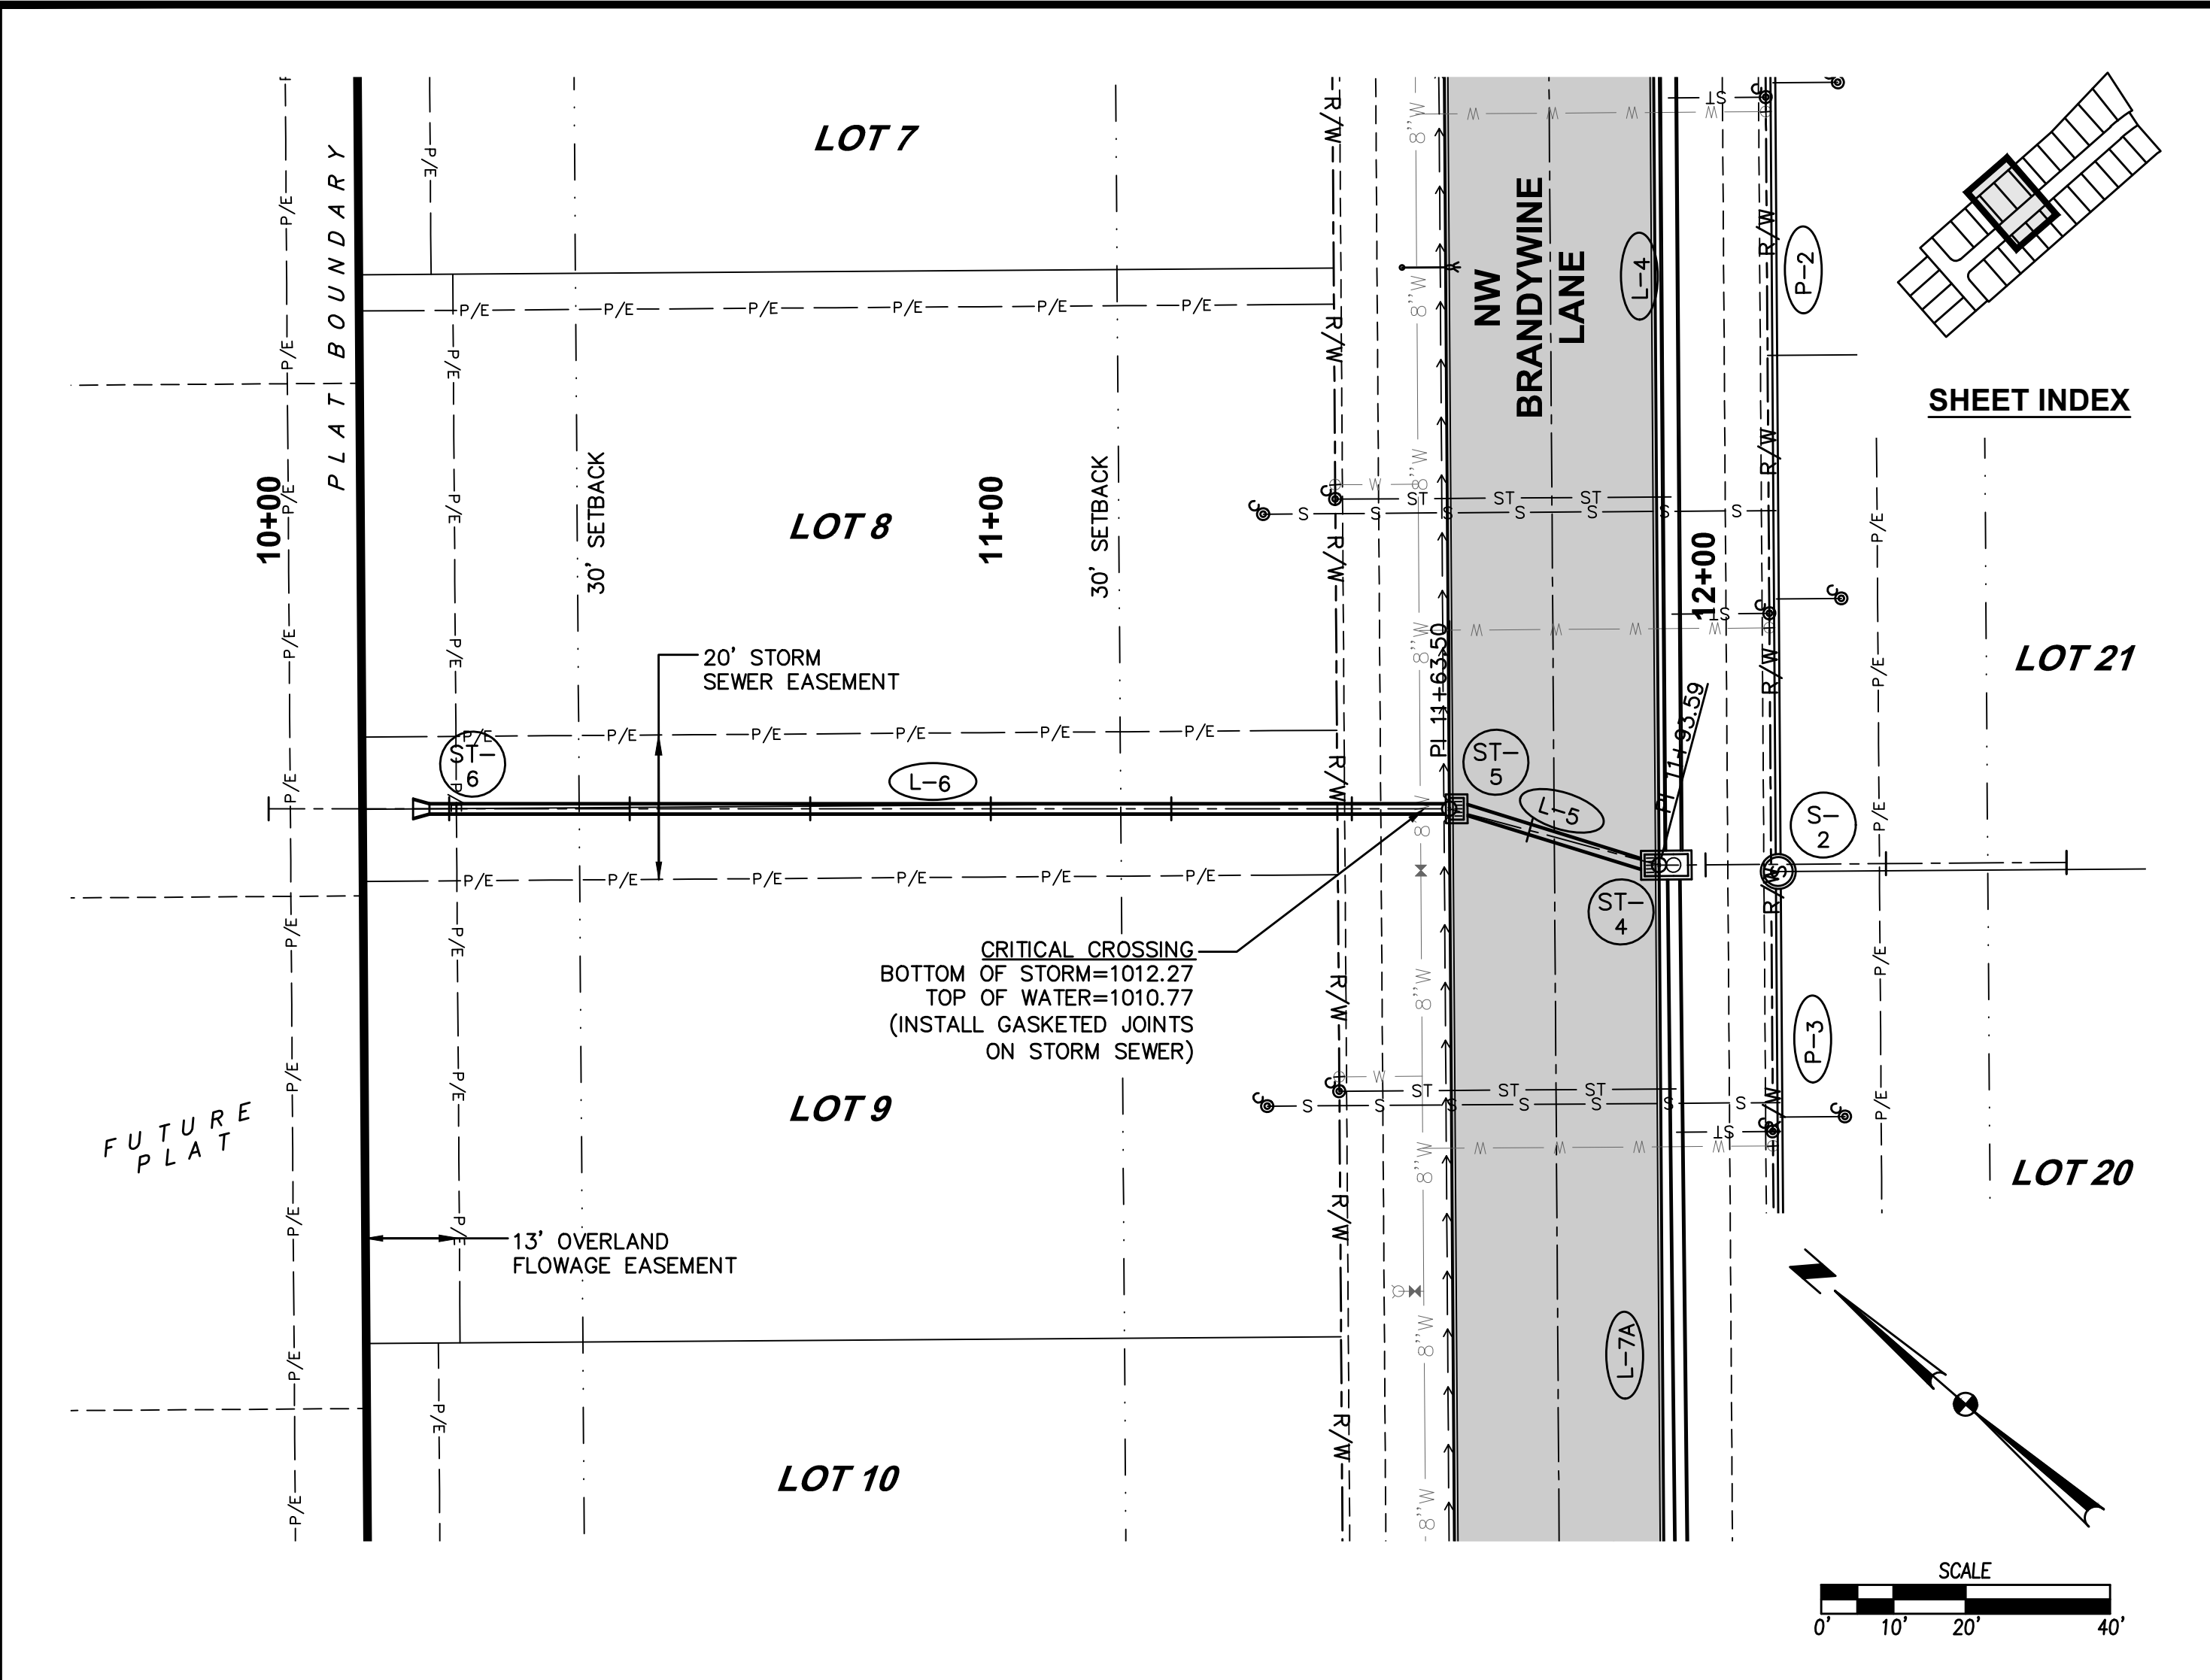 PLAT BOUNDARY
LOT 7
NW
BRANDYWINE
LANE
L-4
P-2
SHEET INDEX
10+00
30' SETBACK
LOT 8
11+00
30' SETBACK
12+00
PI 11+63.50
PI 11+93.59
LOT 21
20' STORM
SEWER EASEMENT
ST-
6
L-6
ST-
5
L-5
S-
2
ST-
4
CRITICAL CROSSING
BOTTOM OF STORM=1012.27
TOP OF WATER=1010.77
(INSTALL GASKETED JOINTS
ON STORM SEWER)
P-3
FUTURE
PLAT
LOT 9
LOT 20
13' OVERLAND
FLOWAGE EASEMENT
L-7A
LOT 10
P/E
R/W
8"W
W
ST
S
N
SCALE
0' 10' 20' 40'